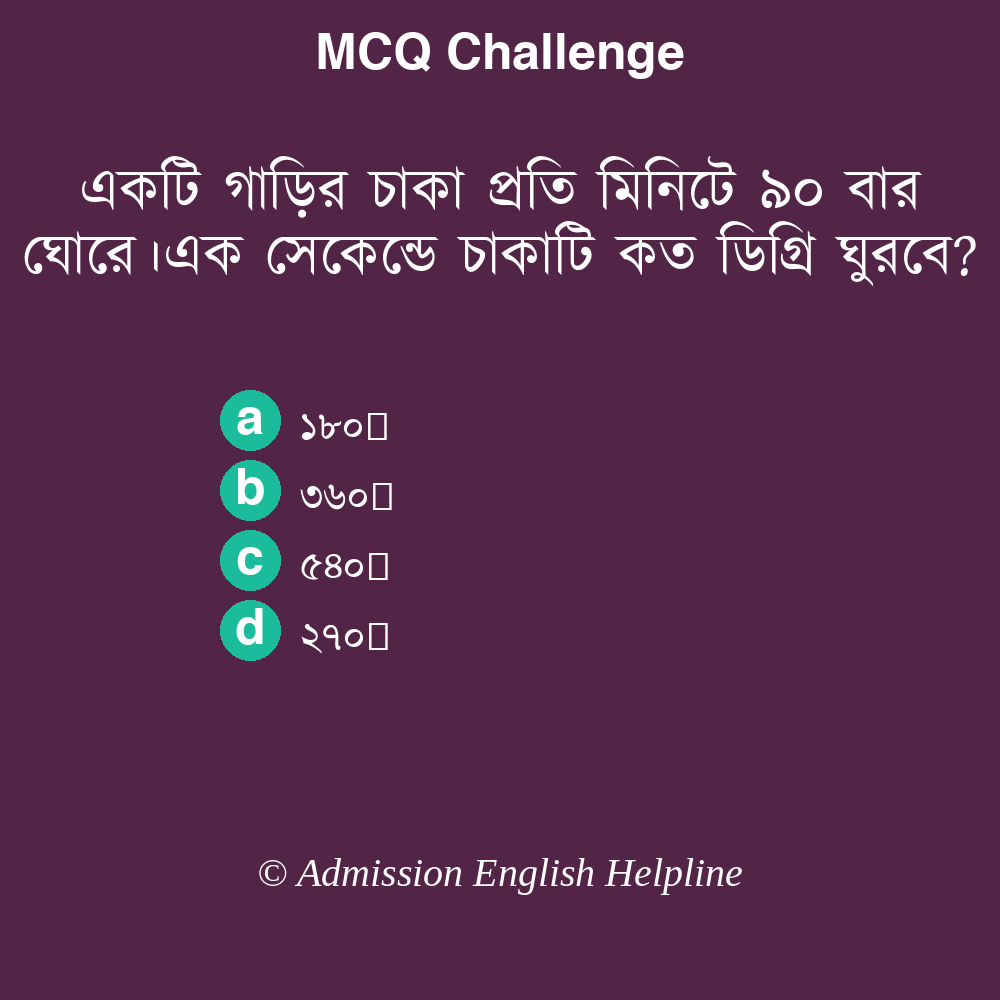 MCQ Challenge
একটি গাড়ির চাকা প্রতি মিনিটে ৯০ বার
ঘোরে।এক সেকেন্ডে চাকাটি কত ডিগ্রি ঘুরবে?
a ১৮০▯
b ৩৬০▯
c ৫৪০▯
d ২৭০▯
© Admission English Helpline